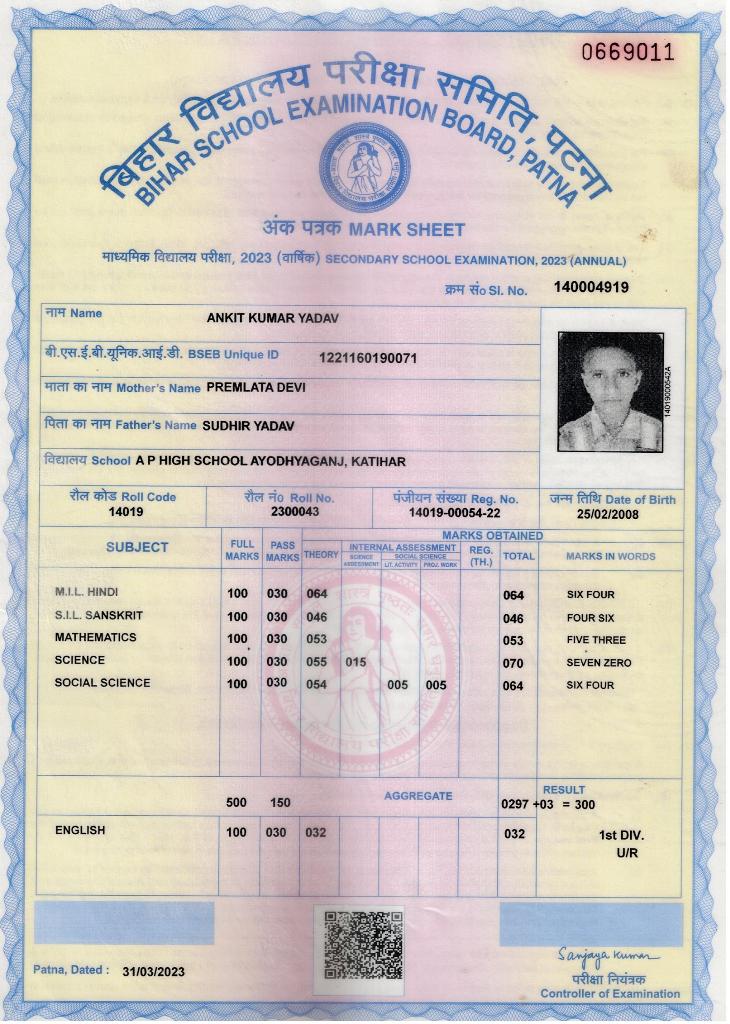 0669011
बिहार विद्यालय परीक्षा समिति, पटना
BIHAR SCHOOL EXAMINATION BOARD, PATNA
अंक पत्रक MARK SHEET
माध्यमिक विद्यालय परीक्षा, 2023 (वार्षिक) SECONDARY SCHOOL EXAMINATION, 2023 (ANNUAL)
क्रम सं० Sl. No. 140004919
नाम Name ANKIT KUMAR YADAV
बी.एस.ई.बी.यूनिक.आई.डी. BSEB Unique ID 1221160190071
माता का नाम Mother's Name PREMLATA DEVI
पिता का नाम Father's Name SUDHIR YADAV
विद्यालय School A P HIGH SCHOOL AYODHYAGANJ, KATIHAR
14019000542A
रौल कोड Roll Code रौल नं० Roll No. पंजीयन संख्या Reg. No. जन्म तिथि Date of Birth
14019 2300043 14019-00054-22 25/02/2008
MARKS OBTAINED
SUBJECT FULL MARKS PASS MARKS THEORY INTERNAL ASSESSMENT REG. (TH.) TOTAL MARKS IN WORDS
SCIENCE ASSESSMENT SOCIAL SCIENCE
LIT. ACTIVITY PROJ. WORK
M.I.L. HINDI 100 030 064 064 SIX FOUR
S.I.L. SANSKRIT 100 030 046 046 FOUR SIX
MATHEMATICS 100 030 053 053 FIVE THREE
SCIENCE 100 030 055 015 070 SEVEN ZERO
SOCIAL SCIENCE 100 030 054 005 005 064 SIX FOUR
AGGREGATE RESULT
500 150 0297 +03 = 300
ENGLISH 100 030 032 032 1st DIV.
U/R
Patna, Dated : 31/03/2023
Sanjaya Kumar
परीक्षा नियंत्रक
Controller of Examination